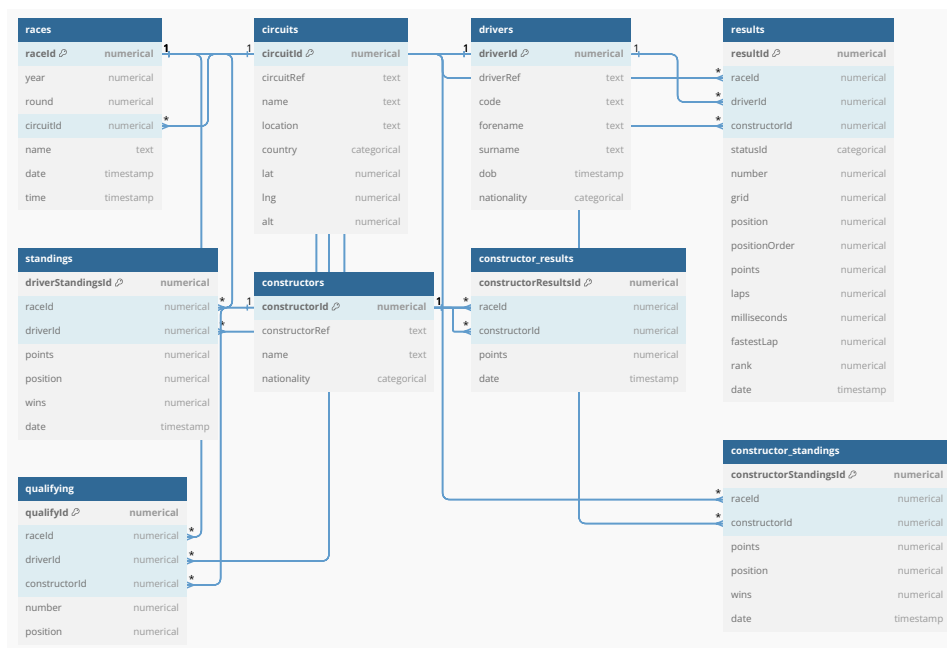 races
raceId numerical
year numerical
round numerical
circuitId numerical
name text
date timestamp
time timestamp
1
*
circuits
1
circuitId numerical
circuitRef text
name text
location text
country categorical
lat numerical
lng numerical
alt numerical
drivers
1
driverId numerical
1
driverRef text
code text
forename text
surname text
dob timestamp
nationality categorical
results
resultId numerical
* raceId numerical
* driverId numerical
* constructorId numerical
statusId categorical
number numerical
grid numerical
position numerical
positionOrder numerical
points numerical
laps numerical
milliseconds numerical
fastestLap numerical
rank numerical
date timestamp
standings
driverStandingsId numerical
raceId numerical *
driverId numerical *
points numerical
position numerical
wins numerical
date timestamp
constructors
1 constructorId numerical 1
constructorRef text
name text
nationality categorical
constructor_results
constructorResultsId numerical
* raceId numerical
* constructorId numerical
points numerical
date timestamp
qualifying
qualifyId numerical
raceId numerical *
driverId numerical *
constructorId numerical *
number numerical
position numerical
constructor_standings
constructorStandingsId numerical
* raceId numerical
* constructorId numerical
points numerical
position numerical
wins numerical
date timestamp